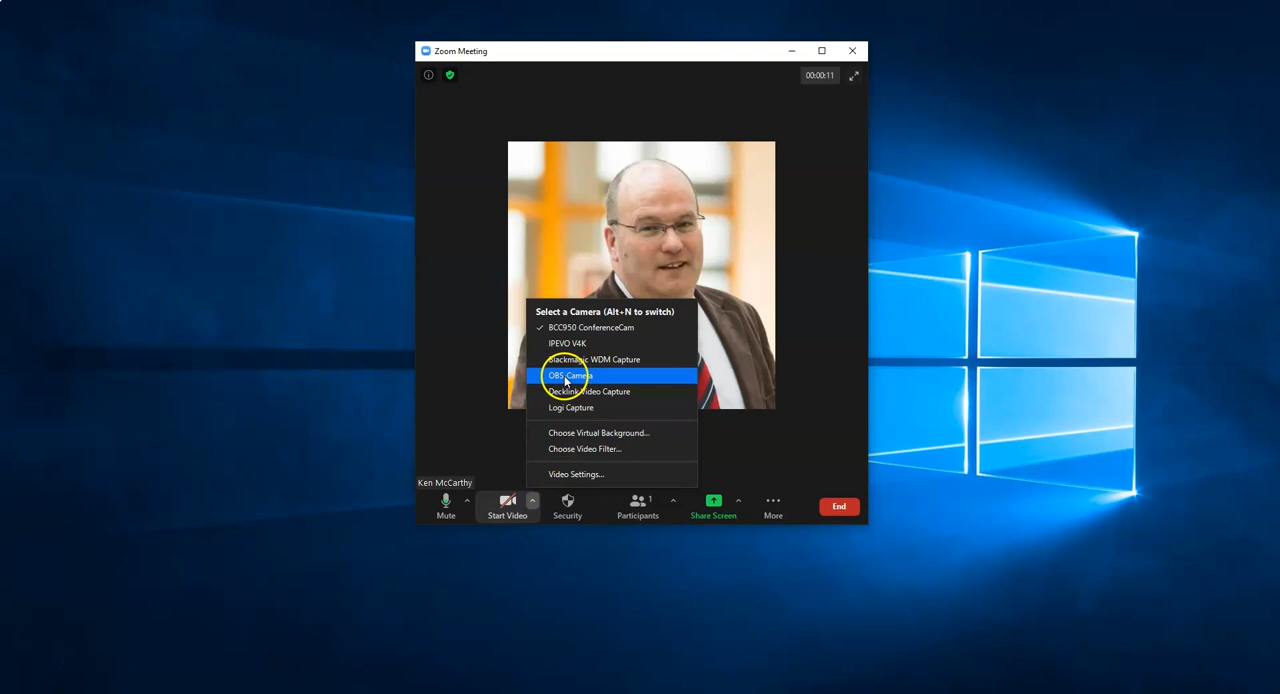 Zoom Meeting
00:00:11
Select a Camera (Alt+N to switch)
BCC950 ConferenceCam
IPEVO V4K
Blackmagic WDM Capture
OBS Camera
Decklink Video Capture
Logi Capture
Choose Virtual Background...
Choose Video Filter...
Video Settings...
Ken McCarthy
1
Mute Start Video Security Participants Share Screen More End